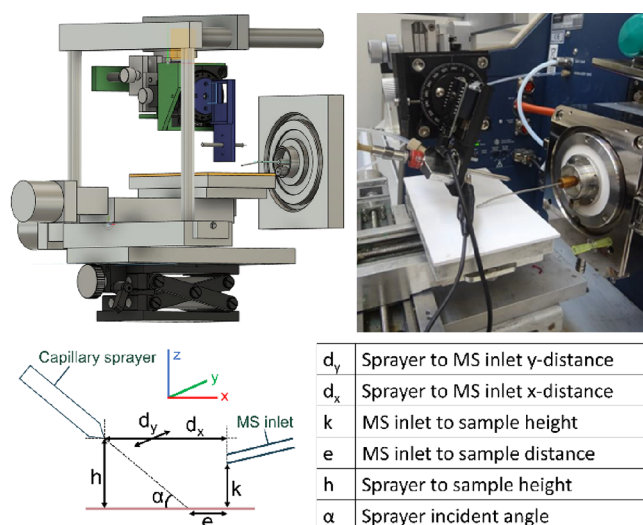 Capillary sprayer
z
y
x
d_y
d_x
MS inlet
h
α
k
e
d_y Sprayer to MS inlet y-distance
d_x Sprayer to MS inlet x-distance
k MS inlet to sample height
e MS inlet to sample distance
h Sprayer to sample height
α Sprayer incident angle